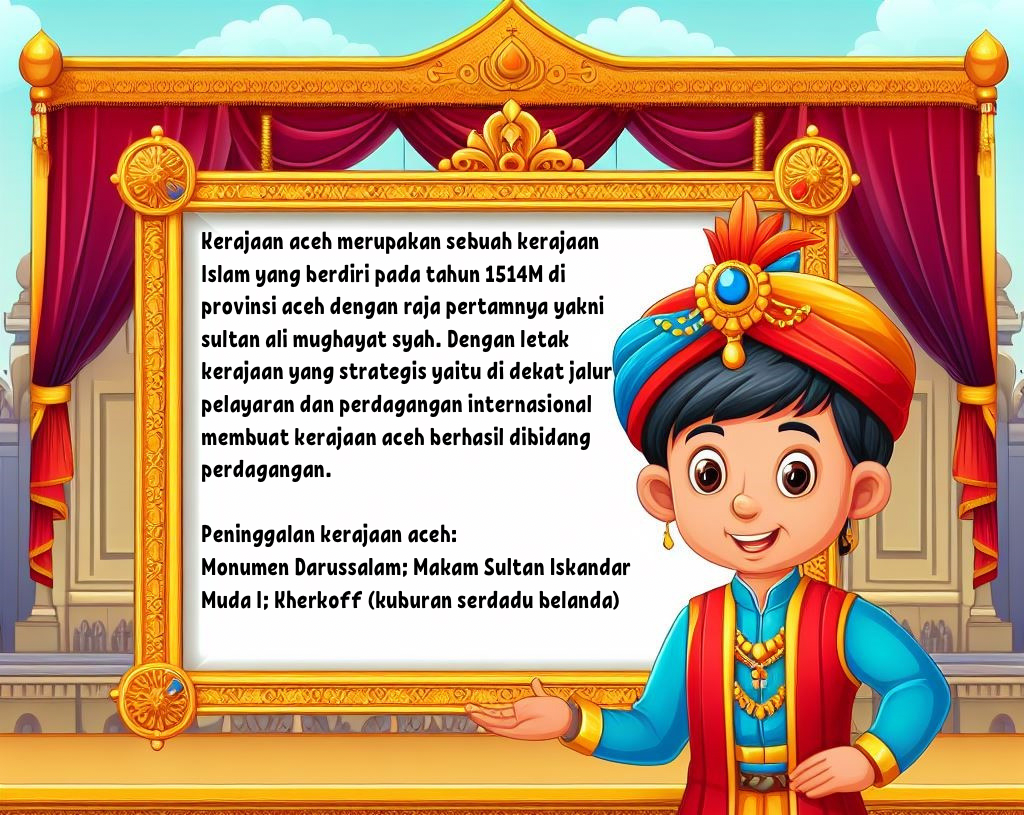 Kerajaan aceh merupakan sebuah kerajaan
Islam yang berdiri pada tahun 1514M di
provinsi aceh dengan raja pertamnya yakni
sultan ali mughayat syah. Dengan letak
kerajaan yang strategis yaitu di dekat jalur
pelayaran dan perdagangan internasional
membuat kerajaan aceh berhasil dibidang
perdagangan.
Peninggalan kerajaan aceh:
Monumen Darussalam; Makam Sultan Iskandar
Muda I; Kherkoff (kuburan serdadu belanda)